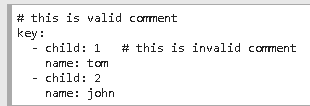 # this is valid comment
key:
  - child: 1   # this is invalid comment
    name: tom
  - child: 2
    name: john